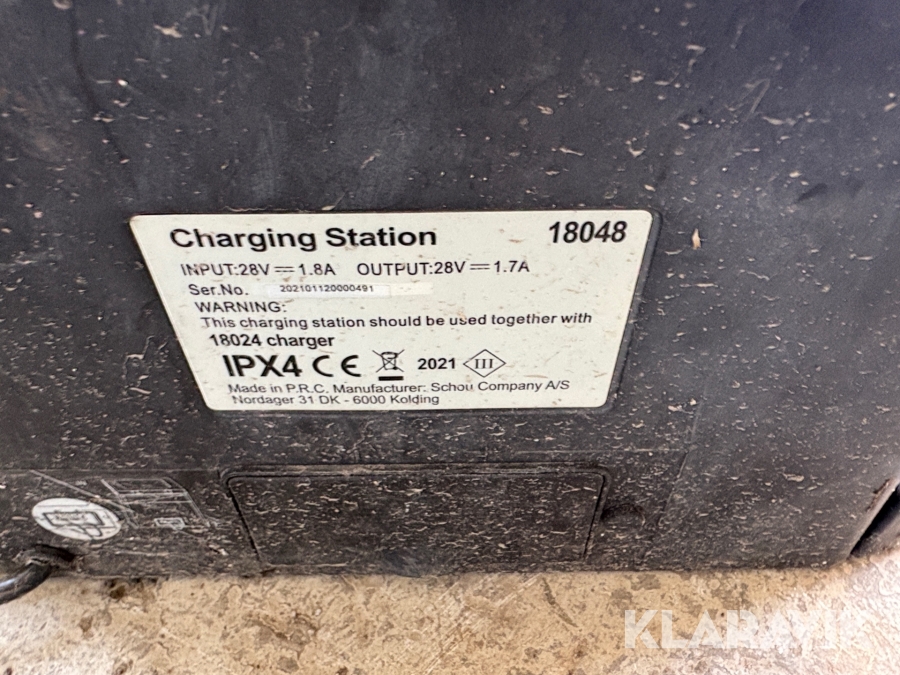 Charging Station 18048
INPUT:28V ⎓ 1.8A OUTPUT:28V ⎓ 1.7A
Ser.No. 202101120000491
WARNING:
This charging station should be used together with
18024 charger
IPX4 CE 2021 III
Made in P.R.C. Manufacturer: Schou Company A/S
Nordager 31 DK - 6000 Kolding